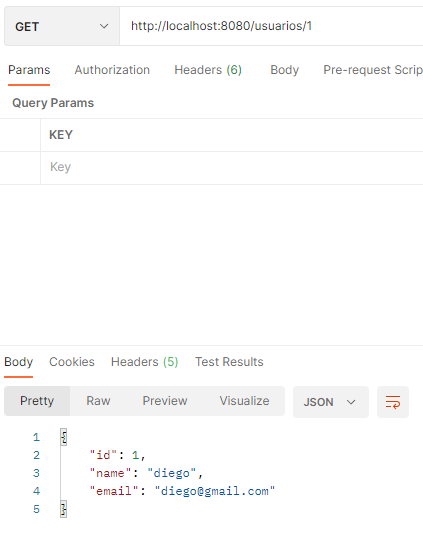 GET http://localhost:8080/usuarios/1
Params Authorization Headers (6) Body Pre-request Scrip
Query Params
KEY
Key
Body Cookies Headers (5) Test Results
Pretty Raw Preview Visualize JSON
1 {
2 "id": 1,
3 "name": "diego",
4 "email": "diego@gmail.com"
5 }